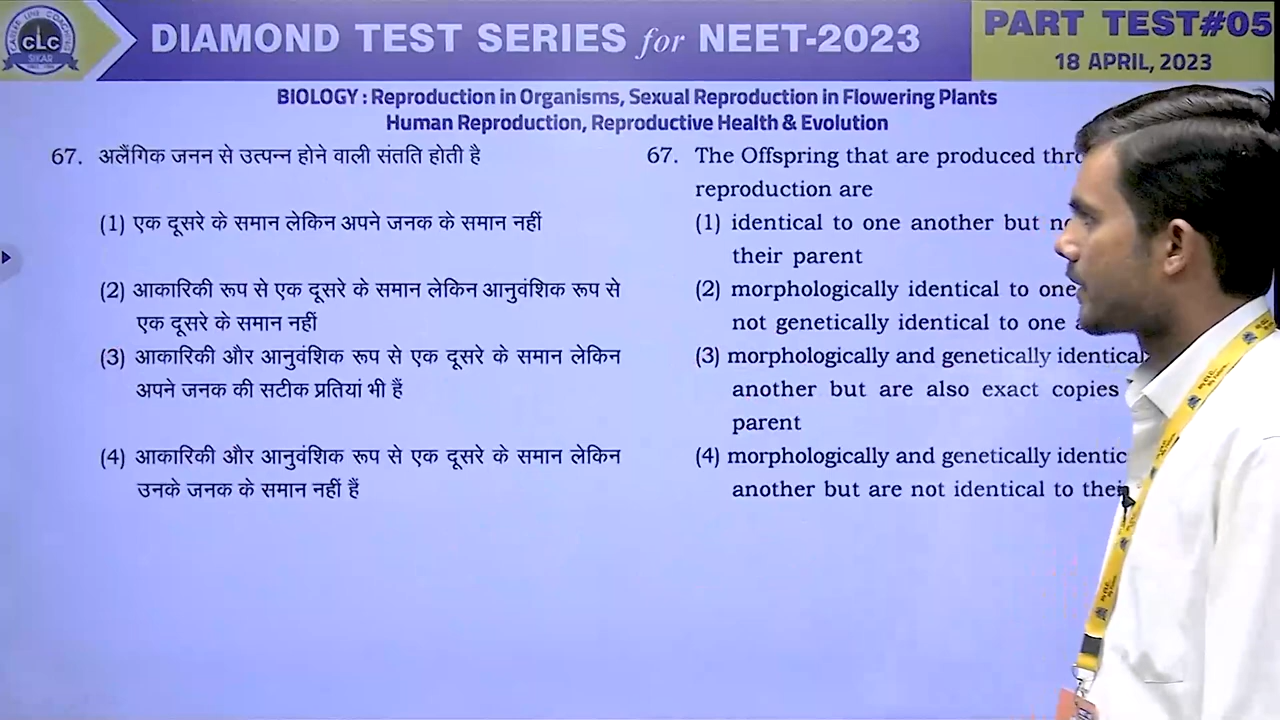 CLC
SIKAR
DIAMOND TEST SERIES for NEET-2023
PART TEST#05
18 APRIL, 2023
BIOLOGY : Reproduction in Organisms, Sexual Reproduction in Flowering Plants
Human Reproduction, Reproductive Health & Evolution
67. अलैंगिक जनन से उत्पन्न होने वाली संतति होती है
(1) एक दूसरे के समान लेकिन अपने जनक के समान नहीं
(2) आकारिकी रूप से एक दूसरे के समान लेकिन आनुवंशिक रूप से
एक दूसरे के समान नहीं
(3) आकारिकी और आनुवंशिक रूप से एक दूसरे के समान लेकिन
अपने जनक की सटीक प्रतियां भी हैं
(4) आकारिकी और आनुवंशिक रूप से एक दूसरे के समान लेकिन
उनके जनक के समान नहीं हैं
67. The Offspring that are produced
reproduction are
(1) identical to one another but
their parent
(2) morphologically identical to one
not genetically identical to one
(3) morphologically and genetically identical
another but are also exact copies
parent
(4) morphologically and genetically
another but are not identical to